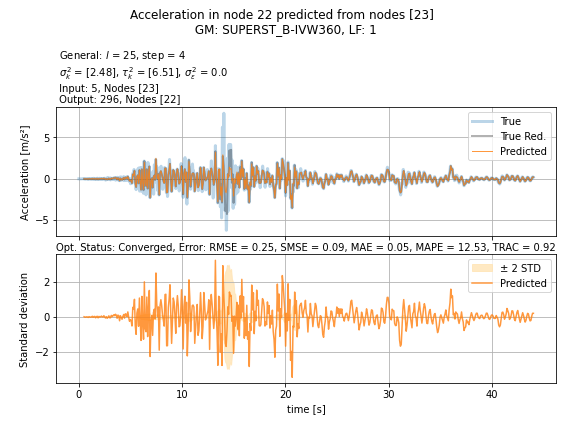 Acceleration in node 22 predicted from nodes [23]
GM: SUPERST_B-IVW360, LF: 1
General: l = 25, step = 4
σ²ₖ = [2.48], τ²ₖ = [6.51], σ²ₑ = 0.0
Input: 5, Nodes [23]
Output: 296, Nodes [22]
Acceleration [m/s²]
5
0
−5
True
True Red.
Predicted
Opt. Status: Converged, Error: RMSE = 0.25, SMSE = 0.09, MAE = 0.05, MAPE = 12.53, TRAC = 0.92
Standard deviation
2
0
−2
± 2 STD
Predicted
0 10 20 30 40
time [s]